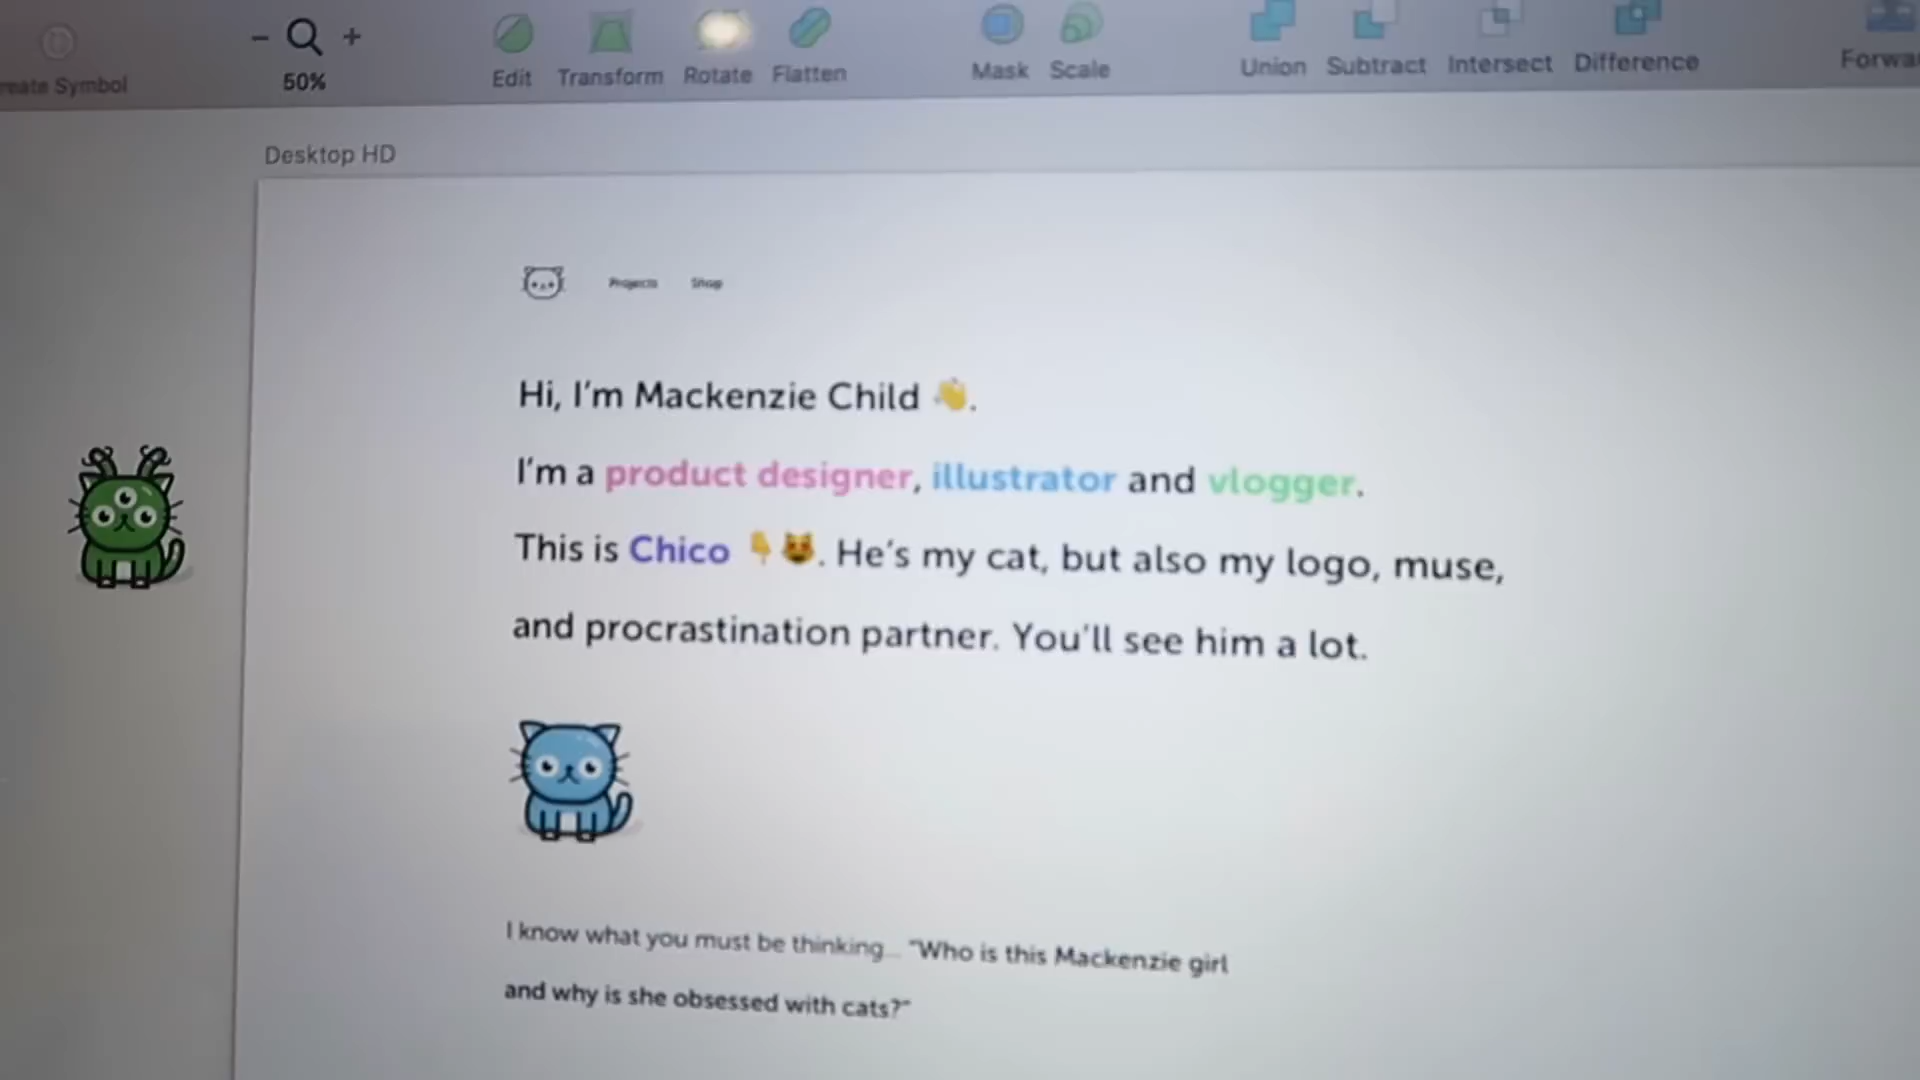 50%
Edit Transform Rotate Flatten Mask Scale Union Subtract Intersect Difference
Symbol
Desktop HD
Projects Shop
Hi, I'm Mackenzie Child 👋.
I'm a product designer, illustrator and vlogger.
This is Chico 👇😻. He's my cat, but also my logo, muse,
and procrastination partner. You'll see him a lot.
I know what you must be thinking... "Who is this Mackenzie girl
and why is she obsessed with cats?"